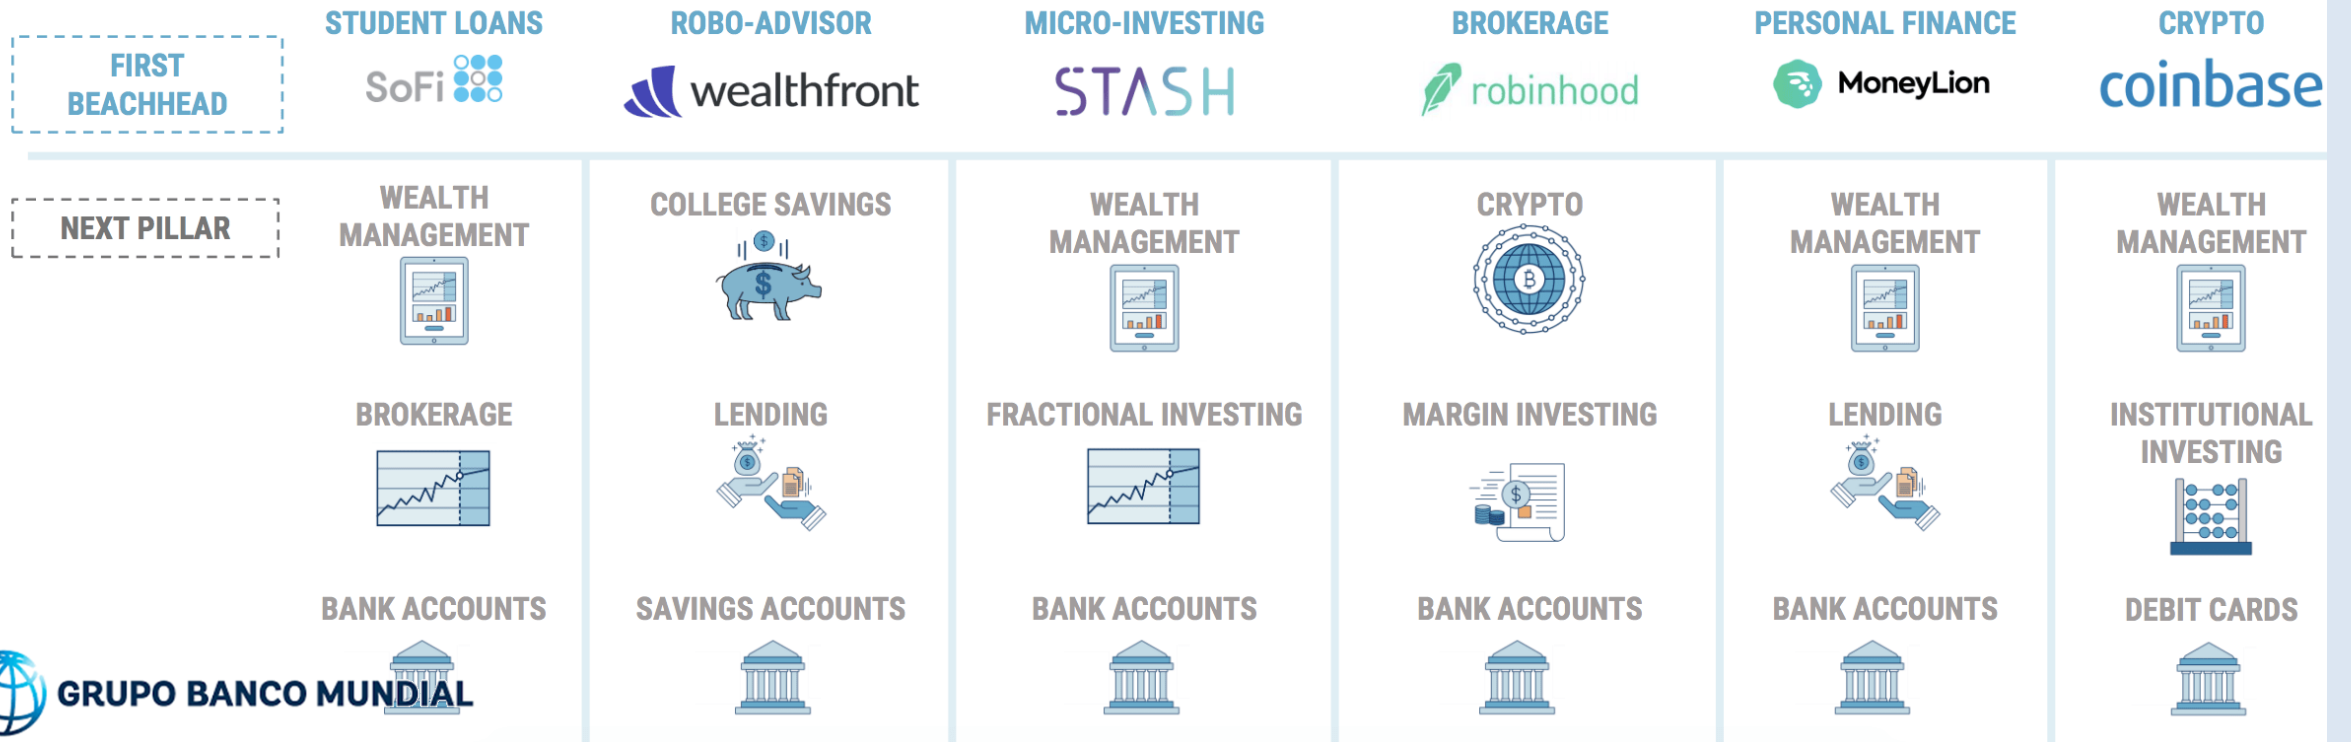 STUDENT LOANS
ROBO-ADVISOR
MICRO-INVESTING
BROKERAGE
PERSONAL FINANCE
CRYPTO
FIRST
BEACHHEAD
SoFi
wealthfront
STASH
robinhood
MoneyLion
coinbase
NEXT PILLAR
WEALTH
MANAGEMENT
COLLEGE SAVINGS
$
$
WEALTH
MANAGEMENT
CRYPTO
B
WEALTH
MANAGEMENT
WEALTH
MANAGEMENT
BROKERAGE
LENDING
$
FRACTIONAL INVESTING
MARGIN INVESTING
$
LENDING
$
INSTITUTIONAL
INVESTING
BANK ACCOUNTS
SAVINGS ACCOUNTS
BANK ACCOUNTS
BANK ACCOUNTS
BANK ACCOUNTS
DEBIT CARDS
GRUPO BANCO MUNDIAL